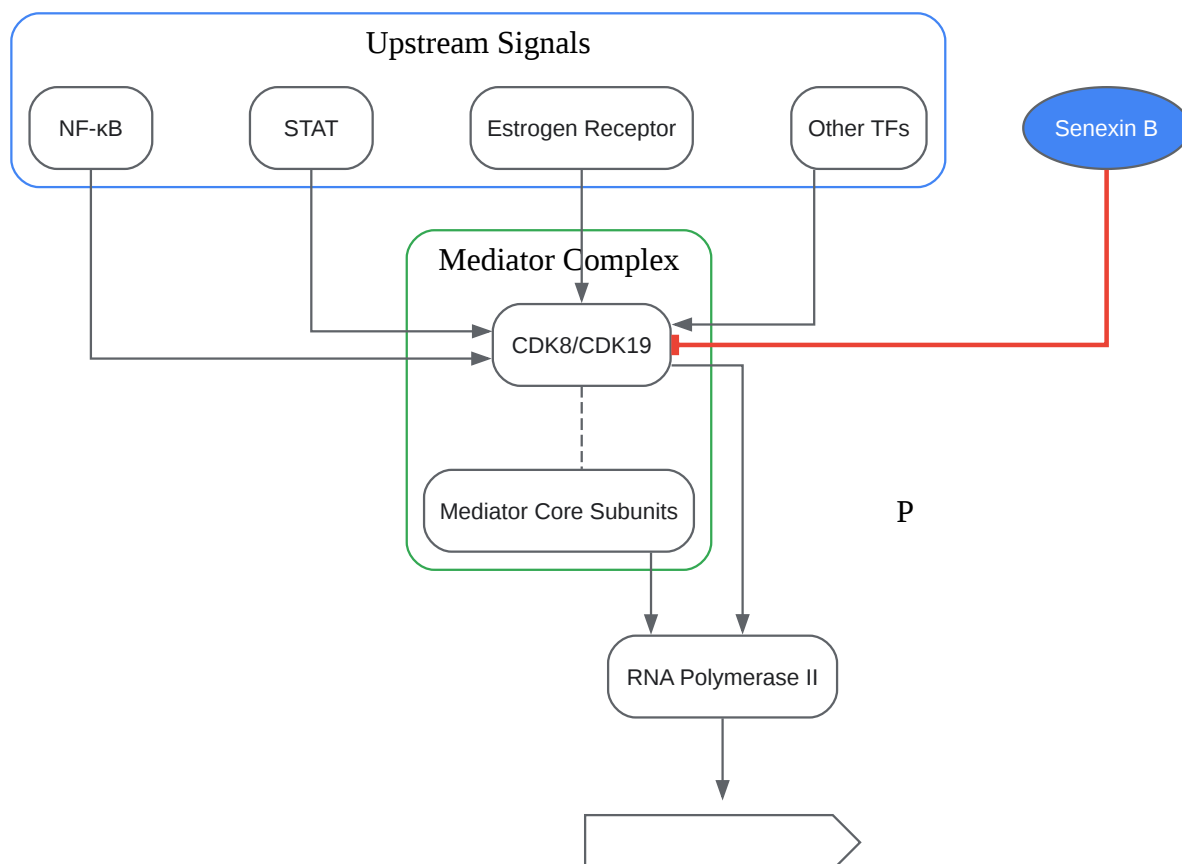 Upstream Signals
NF-κB
STAT
Estrogen Receptor
Other TFs
Senexin B
Mediator Complex
CDK8/CDK19
Mediator Core Subunits
P
RNA Polymerase II